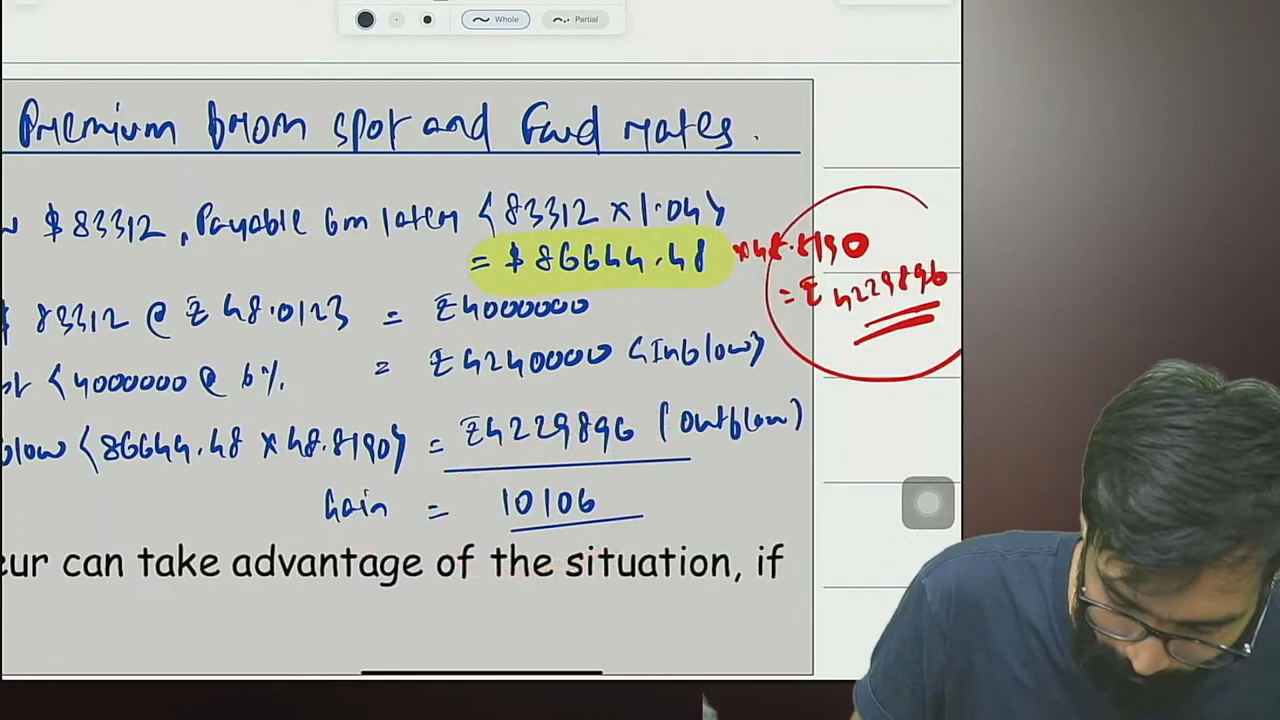 Whole Partial
Premium from spot and Fwd rates.
w $83312, Payable 6m later <83312 x 1.04>
= $86644.48 x48.8190
= ₹4229896
$ 83312 @ ₹48.0123 = ₹4000000
<4000000 @ 6% = ₹4240000 <Inflow>
flow <86644.48 x 48.8190> = ₹4229896 (outflow)
Gain = 10106
eur can take advantage of the situation, if